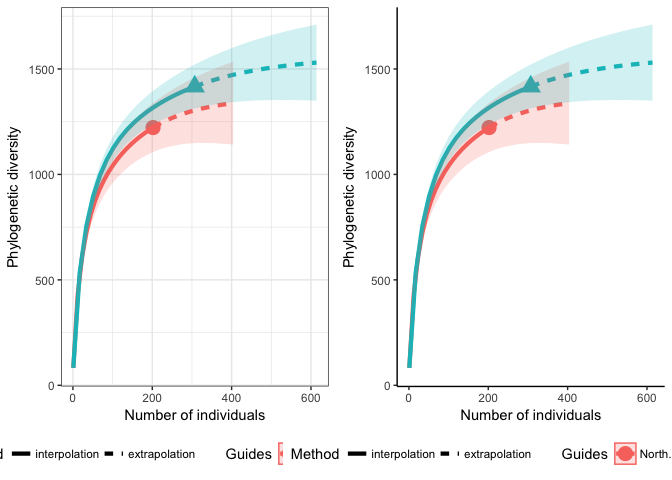 Phylogenetic diversity
1500
1000
500
0
0 200 400 600
Number of individuals
Phylogenetic diversity
1500
1000
500
0
0 200 400 600
Number of individuals
interpolation extrapolation Guides
Method interpolation extrapolation Guides North.